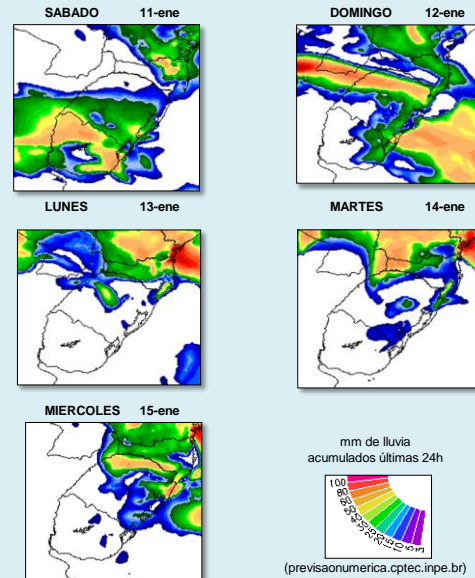 SABADO 11-ene
DOMINGO 12-ene
LUNES 13-ene
MARTES 14-ene
MIERCOLES 15-ene
mm de lluvia
acumulados últimas 24h
100
(previsaonumerica.cptec.inpe.br)